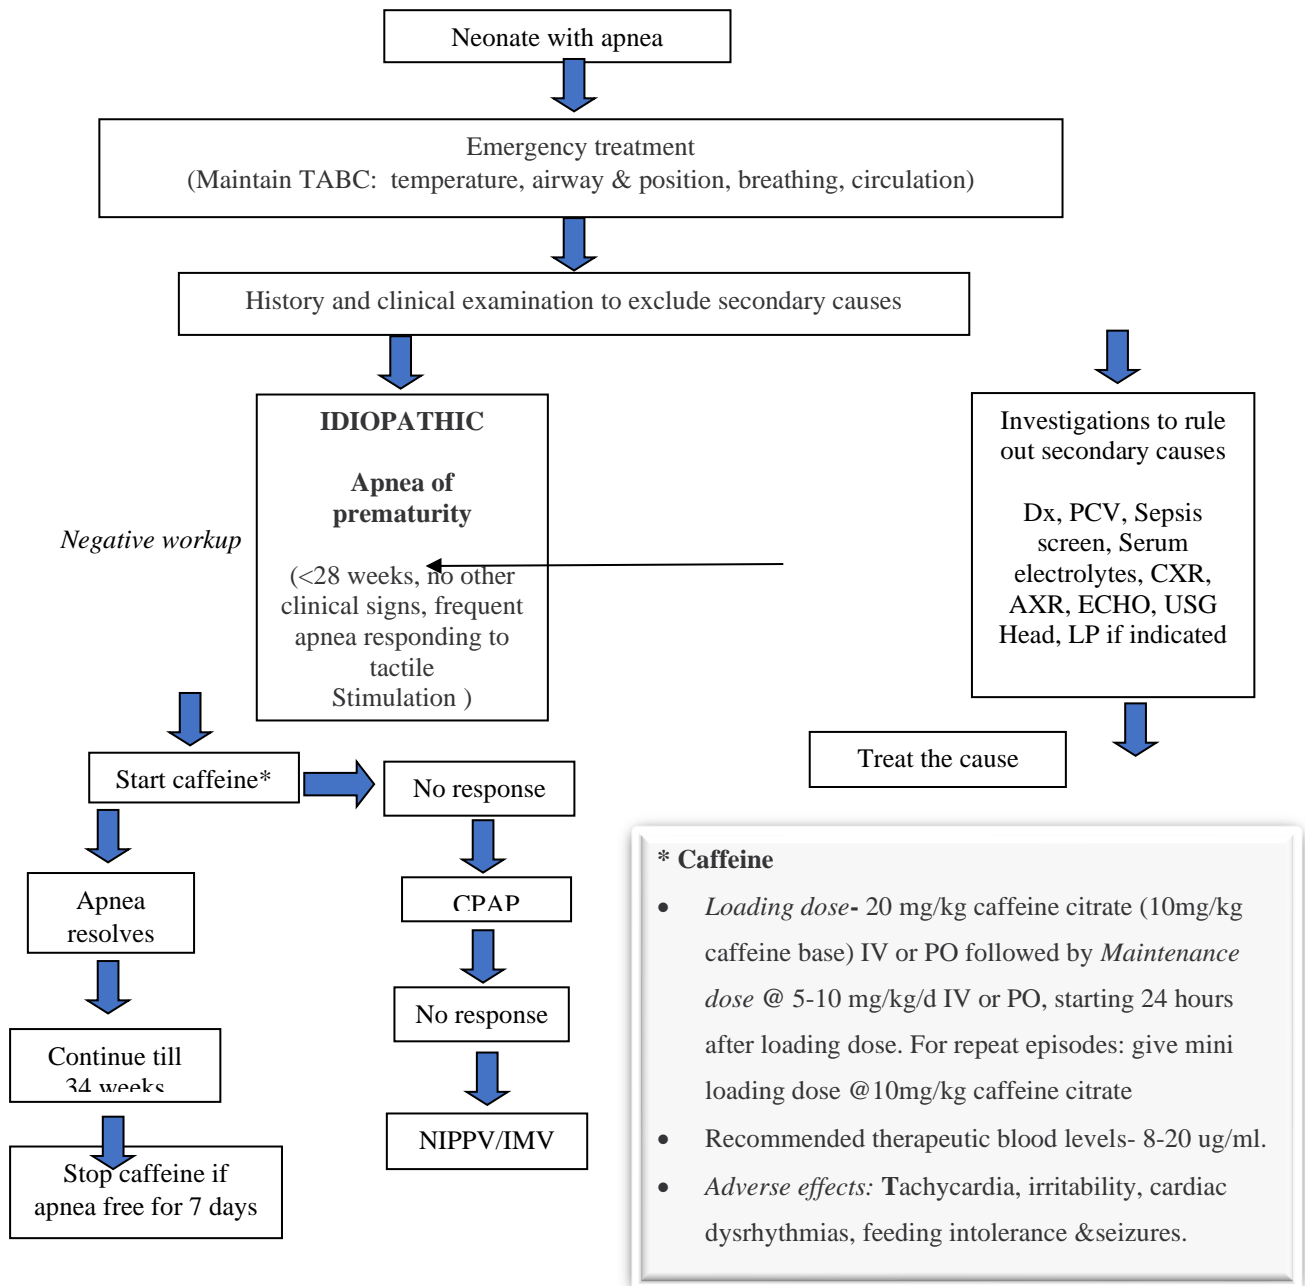 Neonate with apnea
Emergency treatment
(Maintain TABC: temperature, airway & position, breathing, circulation)
History and clinical examination to exclude secondary causes
IDIOPATHIC
Apnea of
prematurity
(<28 weeks, no other
clinical signs, frequent
apnea responding to
tactile
Stimulation )
Negative workup
Investigations to rule
out secondary causes
Dx, PCV, Sepsis
screen, Serum
electrolytes, CXR,
AXR, ECHO, USG
Head, LP if indicated
Treat the cause
Start caffeine*
No response
Apnea
resolves
CPAP
Continue till
34 weeks
No response
Stop caffeine if
apnea free for 7 days
NIPPV/IMV
* Caffeine
• Loading dose- 20 mg/kg caffeine citrate (10mg/kg
caffeine base) IV or PO followed by Maintenance
dose @ 5-10 mg/kg/d IV or PO, starting 24 hours
after loading dose. For repeat episodes: give mini
loading dose @10mg/kg caffeine citrate
• Recommended therapeutic blood levels- 8-20 ug/ml.
• Adverse effects: Tachycardia, irritability, cardiac
dysrhythmias, feeding intolerance &seizures.